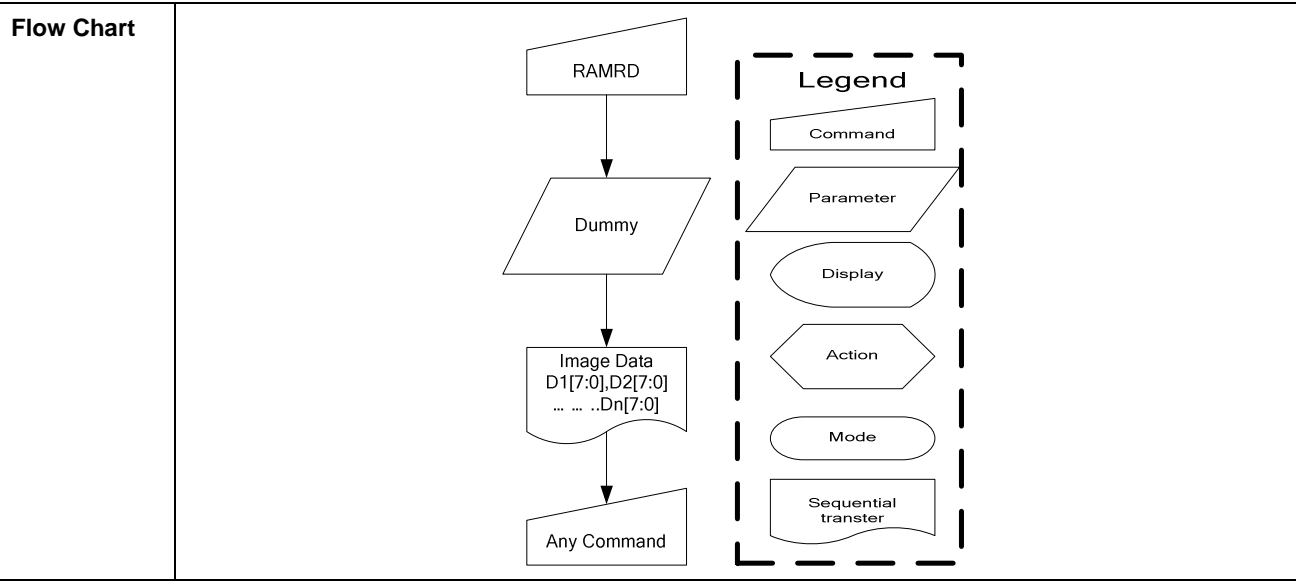 Flow Chart
RAMRD
Dummy
Image Data
D1[7:0],D2[7:0]
... ... ..Dn[7:0]
Any Command
Legend
Command
Parameter
Display
Action
Mode
Sequential
transter